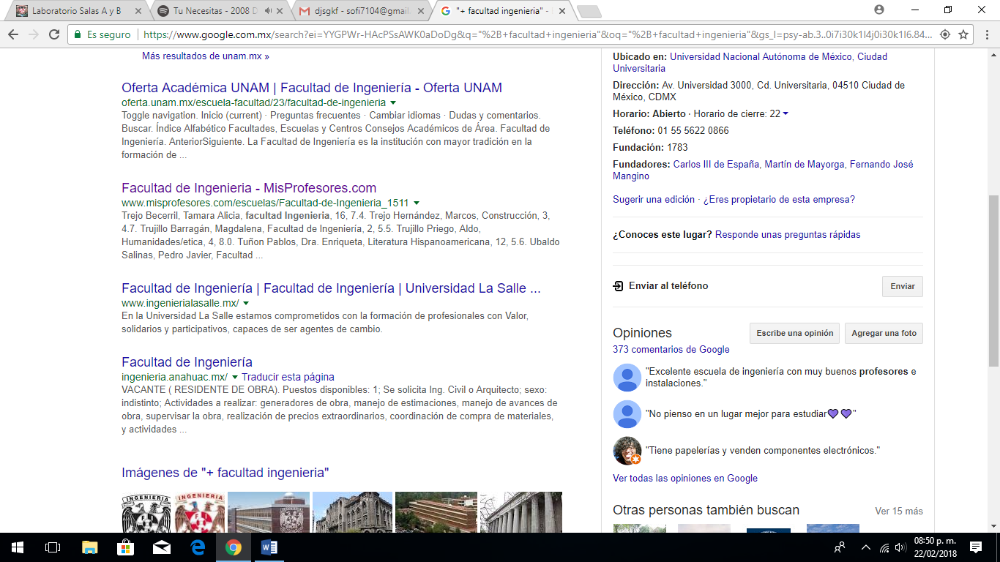 Laboratorio Salas A y B
Tu Necesitas - 2008 D
djsgkf - sofi7104@gmail
"+ facultad ingenieria" -
Es seguro
https://www.google.com.mx/search?ei=YYGPWr-HAcPSsAWK0aDoDg&q="%2B+facultad+ingenieria"&oq="%2B+facultad+ingenieria"&gs_l=psy-ab.3..0i7i30k1l4j0i30k1l6.84...
Más resultados de unam.mx »
Oferta Académica UNAM | Facultad de Ingeniería - Oferta UNAM
oferta.unam.mx/escuela-facultad/23/facultad-de-ingenieria
Toggle navigation. Inicio (current) · Preguntas frecuentes · Cambiar idiomas · Dudas y comentarios.
Buscar. Índice Alfabético Facultades, Escuelas y Centros Consejos Académicos de Área. Facultad de
Ingeniería. AnteriorSiguiente. La Facultad de Ingeniería es la institución con mayor tradición en la
formación de ...
Facultad de Ingenieria - MisProfesores.com
www.misprofesores.com/escuelas/Facultad-de-Ingenieria_1511
Trejo Becerril, Tamara Alicia, facultad Ingenieria, 16, 7.4. Trejo Hernández, Marcos, Construcción, 3,
4.7. Trujillo Barragán, Magdalena, Facultad de Ingeniería, 2, 5.5. Trujillo Priego, Aldo,
Humanidades/etica, 4, 8.0. Tuñon Pablos, Dra. Enriqueta, Literatura Hispanoamericana, 12, 5.6. Ubaldo
Salinas, Pedro Javier, Facultad ...
Facultad de Ingeniería | Facultad de Ingeniería | Universidad La Salle ...
www.ingenierialasalle.mx/
En la Universidad La Salle estamos comprometidos con la formación de profesionales con Valor,
solidarios y participativos, capaces de ser agentes de cambio.
Facultad de Ingeniería
ingenieria.anahuac.mx/ Traducir esta página
VACANTE ( RESIDENTE DE OBRA). Puestos disponibles: 1; Se solicita Ing. Civil o Arquitecto; sexo:
indistinto; Actividades a realizar: generadores de obra, manejo de estimaciones, manejo de avances de
obra, supervisar la obra, realización de precios extraordinarios, coordinación de compra de materiales,
y actividades ...
Imágenes de "+ facultad ingenieria"
INGENIERIA
INGENIERIA
Ubicado en: Universidad Nacional Autónoma de México, Ciudad
Universitaria
Dirección: Av. Universidad 3000, Cd. Universitaria, 04510 Ciudad de
México, CDMX
Horario: Abierto · Horario de cierre: 22
Teléfono: 01 55 5622 0866
Fundación: 1783
Fundadores: Carlos III de España, Martín de Mayorga, Fernando José
Mangino
Sugerir una edición · ¿Eres propietario de esta empresa?
¿Conoces este lugar? Responde unas preguntas rápidas
Enviar al teléfono
Enviar
Opiniones
Escribe una opinión
Agregar una foto
373 comentarios de Google
"Excelente escuela de ingeniería con muy buenos profesores e
instalaciones."
"No pienso en un lugar mejor para estudiar💜💜"
"Tiene papelerías y venden componentes electrónicos."
Ver todas las opiniones en Google
Otras personas también buscan
Ver 15 más
08:50 p. m.
22/02/2018